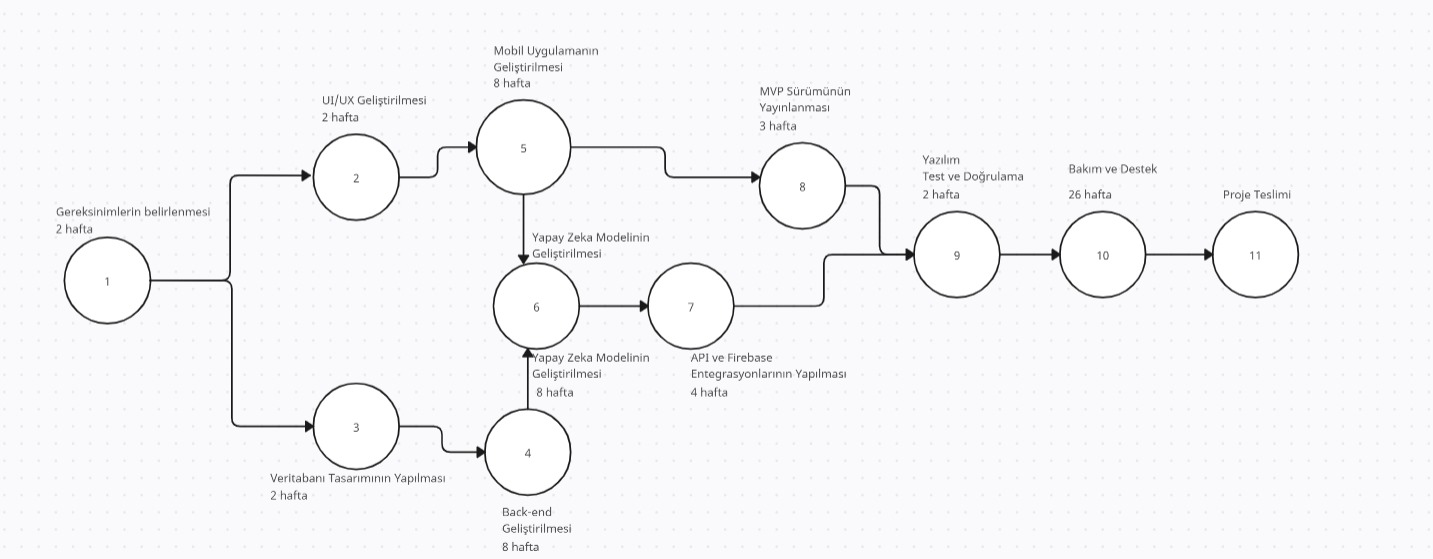 Mobil Uygulamanın
Geliştirilmesi
8 hafta
UI/UX Geliştirilmesi
2 hafta
MVP Sürümünün
Yayınlanması
3 hafta
5
2
8
Yazılım
Test ve Doğrulama
2 hafta
Bakım ve Destek
26 hafta
Proje Teslimi
Gereksinimlerin belirlenmesi
2 hafta
1
Yapay Zeka Modelinin
Geliştirilmesi
9
10
11
6
7
Yapay Zeka Modelinin
Geliştirilmesi
8 hafta
API ve Firebase
Entegrasyonlarının Yapılması
4 hafta
3
4
Veritabanı Tasarımının Yapılması
2 hafta
Back-end
Geliştirilmesi
8 hafta